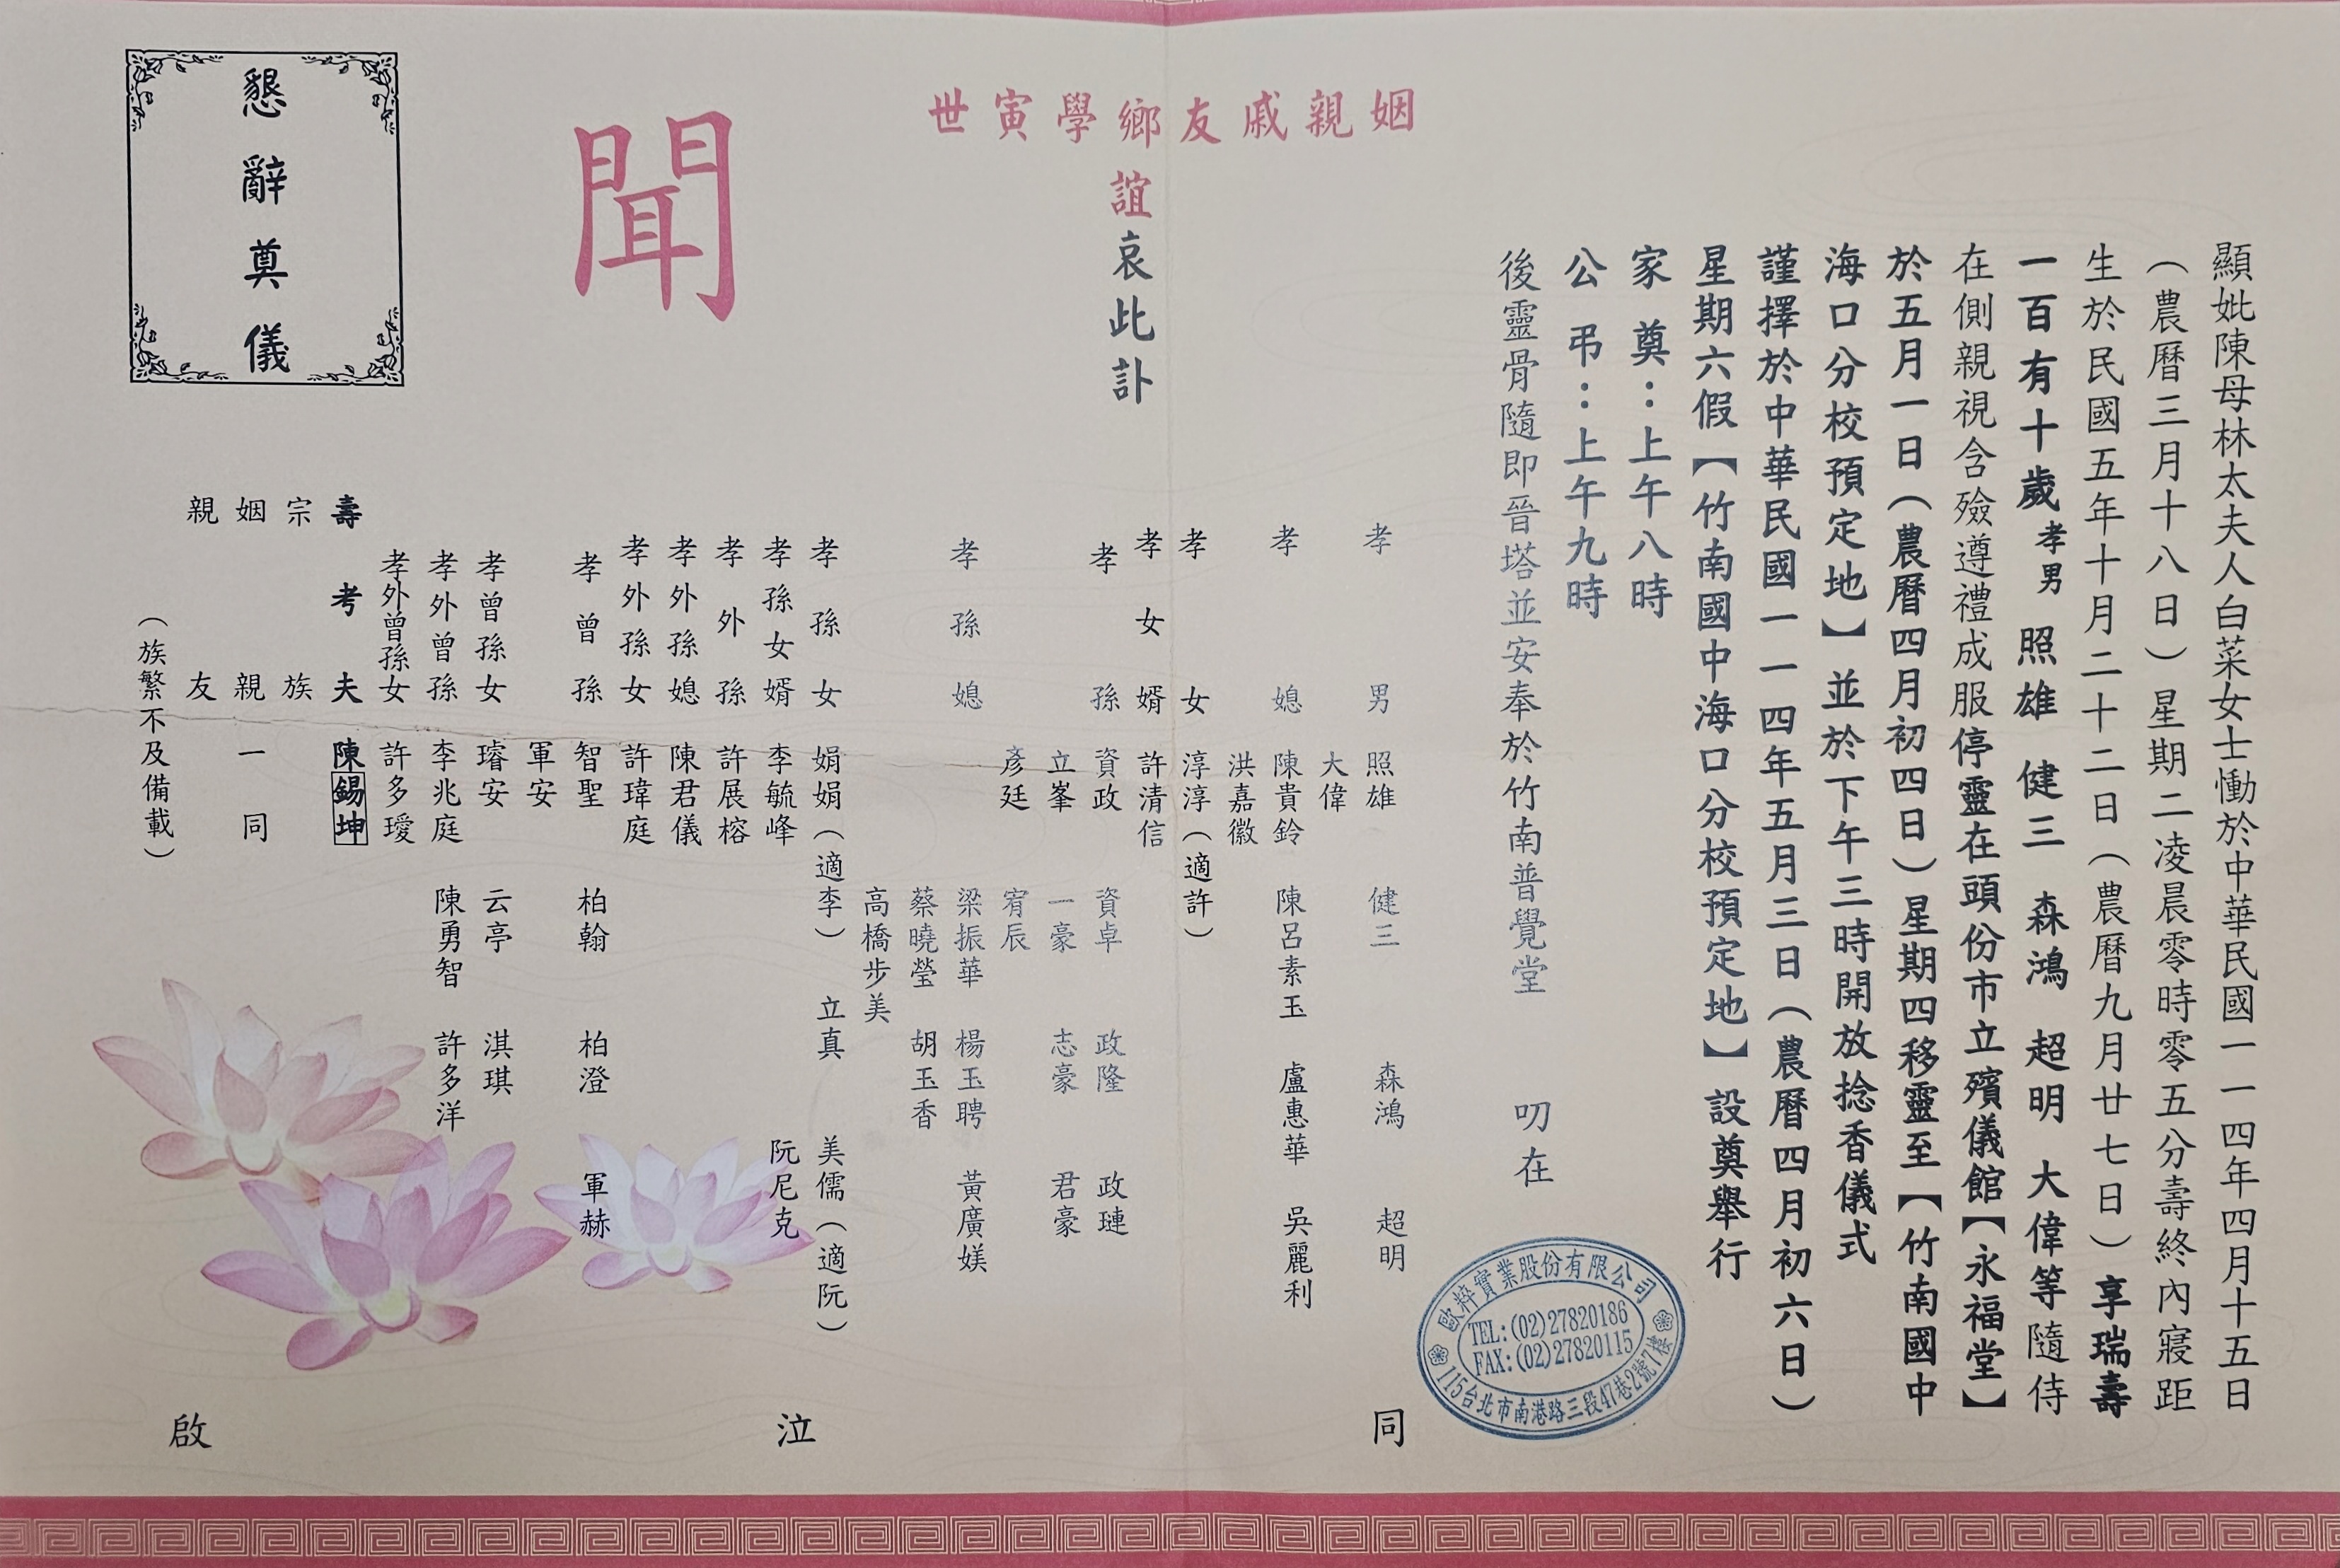 顯妣陳母林太夫人白菜女士慟於中華民國一一四年四月十五日
（農曆三月十八日）星期二凌晨零時零五分壽終內寢距
生於民國五年十月二十二日（農曆九月廿七日）享瑞壽
一百有十歲孝男 照雄 健三 森鴻 超明 大偉等隨侍
在側親視含殮遵禮成服停靈在頭份市立殯儀館【永福堂】
於五月一日（農曆四月初四日）星期四移靈至【竹南國中
海口分校預定地】並於下午三時開放捻香儀式
謹擇於中華民國一一四年五月三日（農曆四月初六日）
星期六假【竹南國中海口分校預定地】設奠舉行
家 奠：上午八時
公 弔：上午九時
後靈骨隨即晉塔並安奉於竹南普覺堂 叨在
姻親戚友鄉學寅世
誼哀此訃
聞
孝男 照雄 健三 森鴻 超明
大偉
孝媳 陳貴鈴 陳呂素玉 盧惠華 吳麗利
洪嘉徽
孝女 淳淳（適許）
孝女婿 許清信
孝孫 資政 資卓 政隆 政璉
立峯 一豪 志豪 君豪
彥廷 宥辰
孝孫媳 梁振華 楊玉聘 黃廣媄
蔡曉瑩 胡玉香
高橋步美
孝孫女 娟娟（適李） 立真 美儒（適阮）
孝孫女婿 李毓峰 阮尼克
孝外孫 許展榕
孝外孫媳 陳君儀
孝外孫女 許瑋庭
孝曾孫 智聖 柏翰 柏澄 軍赫
軍安
孝曾孫女 璿安 云亭 淇琪
孝外曾孫 李兆庭 陳勇智 許多洋
孝外曾孫女 許多璦
壽考夫 陳錫坤
宗族
姻親 一同
親友
（族繁不及備載）
同
泣
啟
懇辭奠儀
歐粹實業股份有限公司
TEL:(02)27820186
FAX:(02)27820115
115台北市南港路三段47巷2號7樓